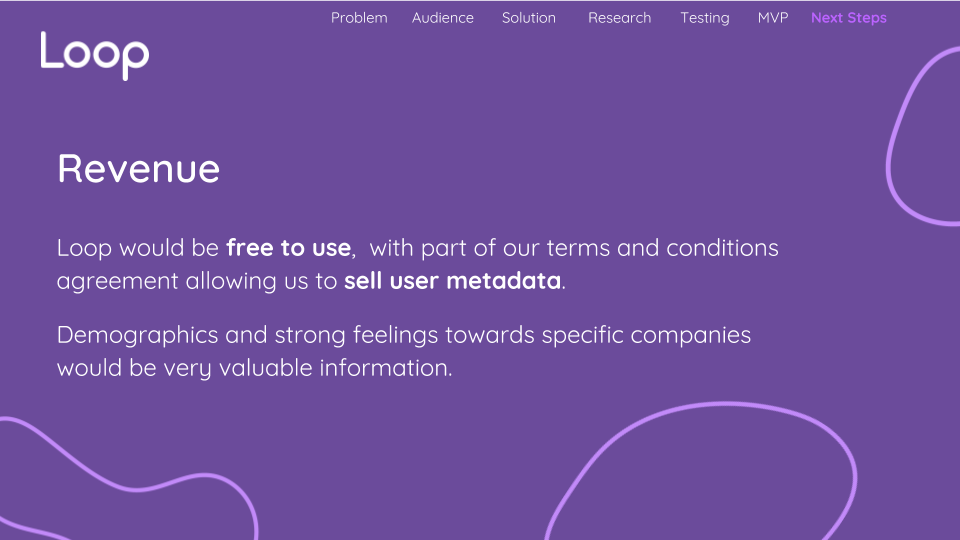 Problem Audience Solution Research Testing MVP Next Steps
Loop
Revenue
Loop would be free to use,  with part of our terms and conditions
agreement allowing us to sell user metadata.
Demographics and strong feelings towards specific companies
would be very valuable information.